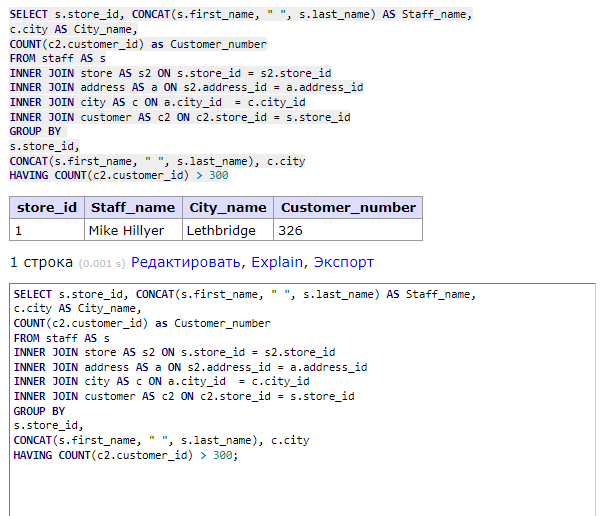 SELECT s.store_id, CONCAT(s.first_name, " ", s.last_name) AS Staff_name,
c.city AS City_name,
COUNT(c2.customer_id) as Customer_number
FROM staff AS s
INNER JOIN store AS s2 ON s.store_id = s2.store_id
INNER JOIN address AS a ON s2.address_id = a.address_id
INNER JOIN city AS c ON a.city_id  = c.city_id
INNER JOIN customer AS c2 ON c2.store_id = s.store_id
GROUP BY
s.store_id,
CONCAT(s.first_name, " ", s.last_name), c.city
HAVING COUNT(c2.customer_id) > 300
store_id Staff_name City_name Customer_number
1 Mike Hillyer Lethbridge 326
1 строка (0.001 s) Редактировать, Explain, Экспорт
SELECT s.store_id, CONCAT(s.first_name, " ", s.last_name) AS Staff_name,
c.city AS City_name,
COUNT(c2.customer_id) as Customer_number
FROM staff AS s
INNER JOIN store AS s2 ON s.store_id = s2.store_id
INNER JOIN address AS a ON s2.address_id = a.address_id
INNER JOIN city AS c ON a.city_id  = c.city_id
INNER JOIN customer AS c2 ON c2.store_id = s.store_id
GROUP BY
s.store_id,
CONCAT(s.first_name, " ", s.last_name), c.city
HAVING COUNT(c2.customer_id) > 300;